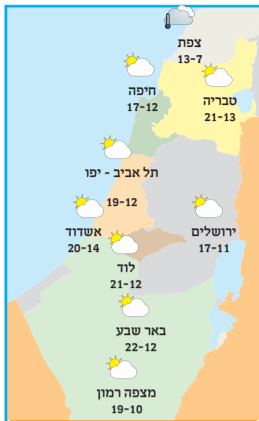 צפת
13-7
חיפה
17-12
טבריה
21-13
תל אביב - יפו
19-12
אשדוד
20-14
ירושלים
17-11
לוד
21-12
באר שבע
22-12
מצפה רמון
19-10